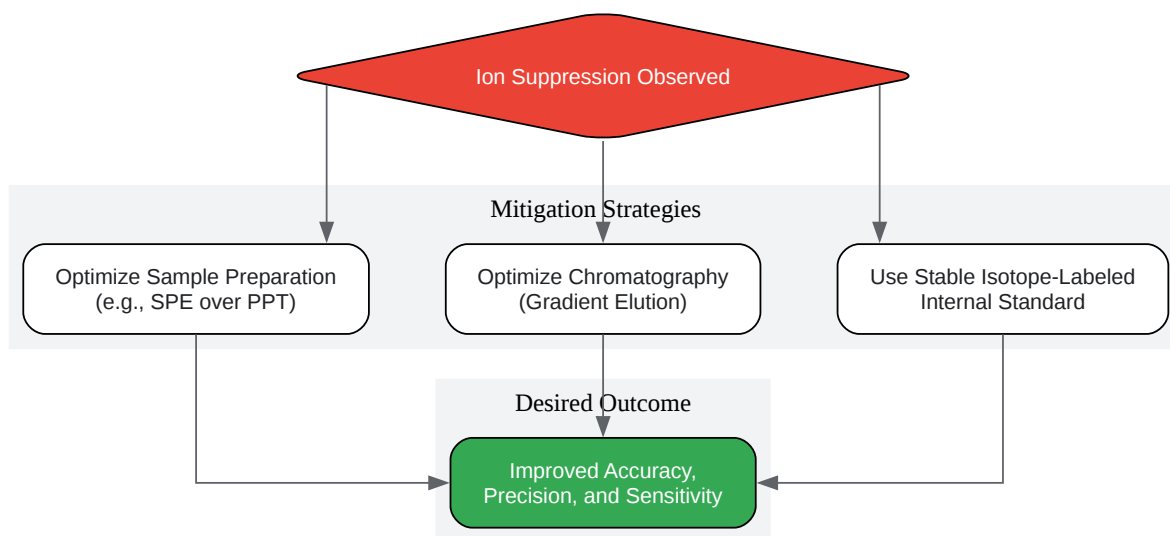 Ion Suppression Observed
Mitigation Strategies
Optimize Sample Preparation
(e.g., SPE over PPT)
Optimize Chromatography
(Gradient Elution)
Use Stable Isotope-Labeled
Internal Standard
Desired Outcome
Improved Accuracy,
Precision, and Sensitivity